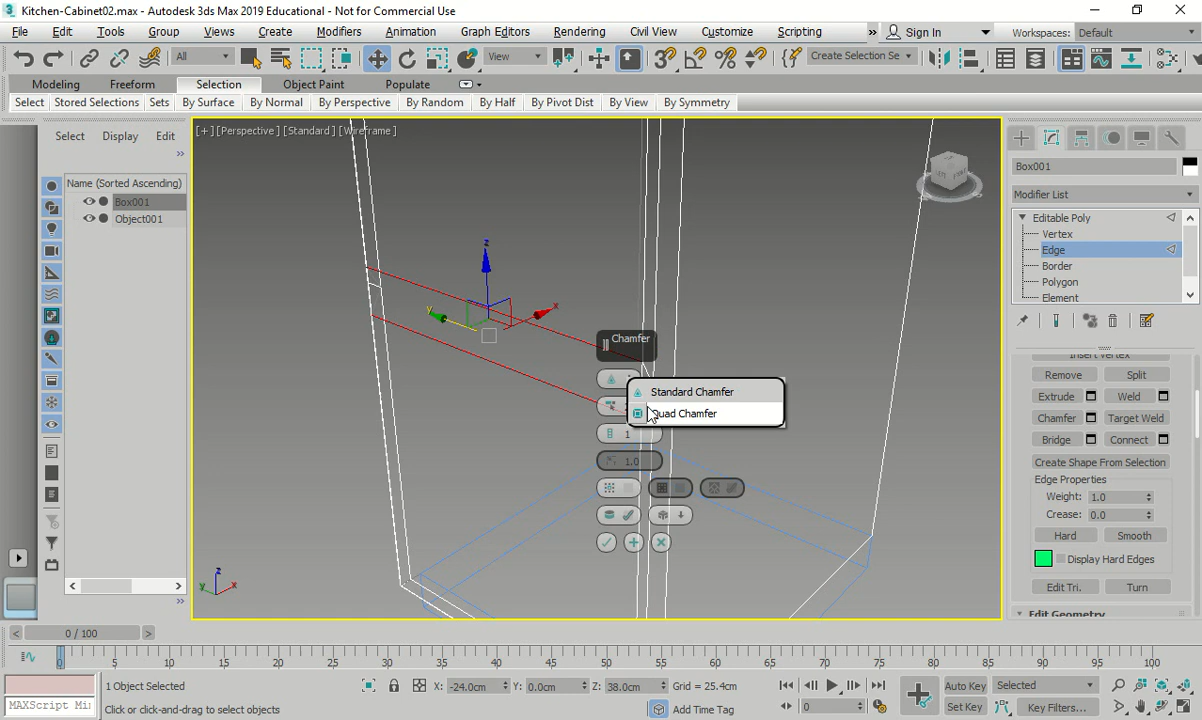 Kitchen-Cabinet02.max - Autodesk 3ds Max 2019 Educational - Not for Commercial Use
File Edit Tools Group Views Create Modifiers Animation Graph Editors Rendering Civil View Customize Scripting » Sign In Workspaces: Default
All View Create Selection Se
Modeling Freeform Selection Object Paint Populate
Select Stored Selections Sets By Surface By Normal By Perspective By Random By Half By Pivot Dist By View By Symmetry
[+] [Perspective] [Standard] [Wireframe]
Select Display Edit
Name (Sorted Ascending)
Box001
Object001
z
x
y
Chamfer
Standard Chamfer
Quad Chamfer
1
1.0
z
y x
Box001
Modifier List
Editable Poly
Vertex
Edge
Border
Polygon
Element
Insert Vertex
Remove Split
Extrude Weld
Chamfer Target Weld
Bridge Connect
Create Shape From Selection
Edge Properties
Weight: 1.0
Crease: 0.0
Hard Smooth
Display Hard Edges
Edit Tri. Turn
Edit Geometry
< 0 / 100 >
0 5 10 15 20 25 30 35 40 45 50 55 60 65 70 75 80 85 90 95 100
1 Object Selected X: -24.0cm Y: 0.0cm Z: 38.0cm Grid = 25.4cm Auto Key Selected
MAXScript Mi Click or click-and-drag to select objects Add Time Tag 0 Set Key Key Filters...